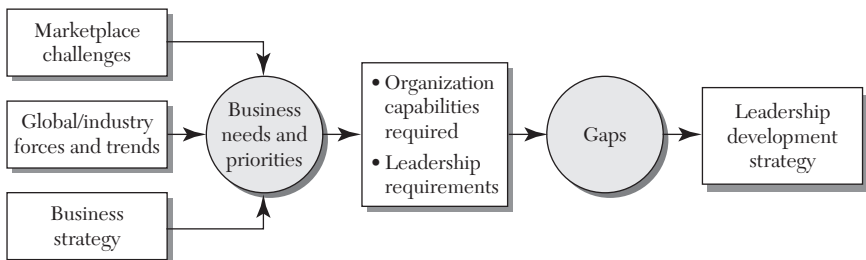 Marketplace
challenges
Global/industry
forces and trends
Business
strategy
Business
needs and
priorities
• Organization
capabilities
required
• Leadership
requirements
Gaps
Leadership
development
strategy